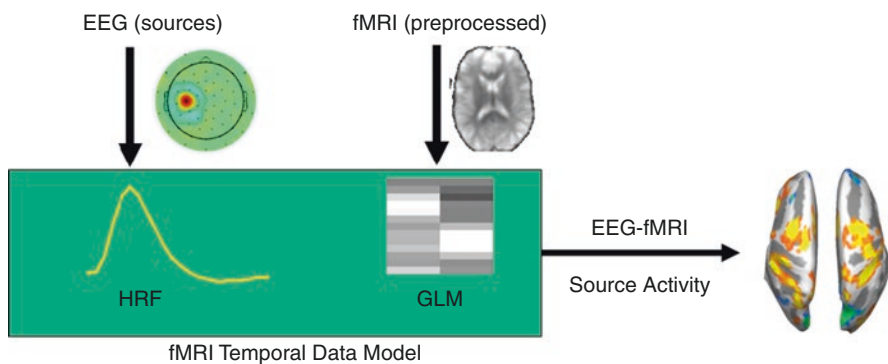 EEG (sources)
fMRI (preprocessed)
HRF
GLM
EEG-fMRI
Source Activity
fMRI Temporal Data Model